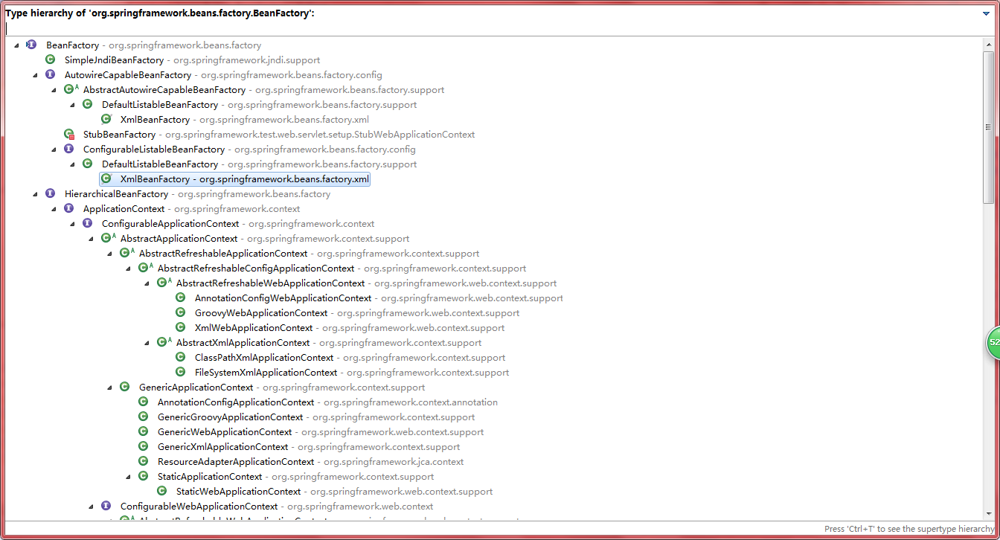 Type hierarchy of 'org.springframework.beans.factory.BeanFactory':
BeanFactory - org.springframework.beans.factory
SimpleJndiBeanFactory - org.springframework.jndi.support
AutowireCapableBeanFactory - org.springframework.beans.factory.config
AbstractAutowireCapableBeanFactory - org.springframework.beans.factory.support
DefaultListableBeanFactory - org.springframework.beans.factory.support
XmlBeanFactory - org.springframework.beans.factory.xml
StubBeanFactory - org.springframework.test.web.servlet.setup.StubWebApplicationContext
ConfigurableListableBeanFactory - org.springframework.beans.factory.config
DefaultListableBeanFactory - org.springframework.beans.factory.support
XmlBeanFactory - org.springframework.beans.factory.xml
HierarchicalBeanFactory - org.springframework.beans.factory
ApplicationContext - org.springframework.context
ConfigurableApplicationContext - org.springframework.context
AbstractApplicationContext - org.springframework.context.support
AbstractRefreshableApplicationContext - org.springframework.context.support
AbstractRefreshableConfigApplicationContext - org.springframework.context.support
AbstractRefreshableWebApplicationContext - org.springframework.web.context.support
AnnotationConfigWebApplicationContext - org.springframework.web.context.support
GroovyWebApplicationContext - org.springframework.web.context.support
XmlWebApplicationContext - org.springframework.web.context.support
AbstractXmlApplicationContext - org.springframework.context.support
ClassPathXmlApplicationContext - org.springframework.context.support
52
FileSystemXmlApplicationContext - org.springframework.context.support
GenericApplicationContext - org.springframework.context.support
AnnotationConfigApplicationContext - org.springframework.context.annotation
GenericGroovyApplicationContext - org.springframework.context.support
GenericWebApplicationContext - org.springframework.web.context.support
GenericXmlApplicationContext - org.springframework.context.support
ResourceAdapterApplicationContext - org.springframework.jca.context
StaticApplicationContext - org.springframework.context.support
StaticWebApplicationContext - org.springframework.web.context.support
ConfigurableWebApplicationContext - org.springframework.web.context
Press 'Ctrl+T' to see the supertype hierarchy